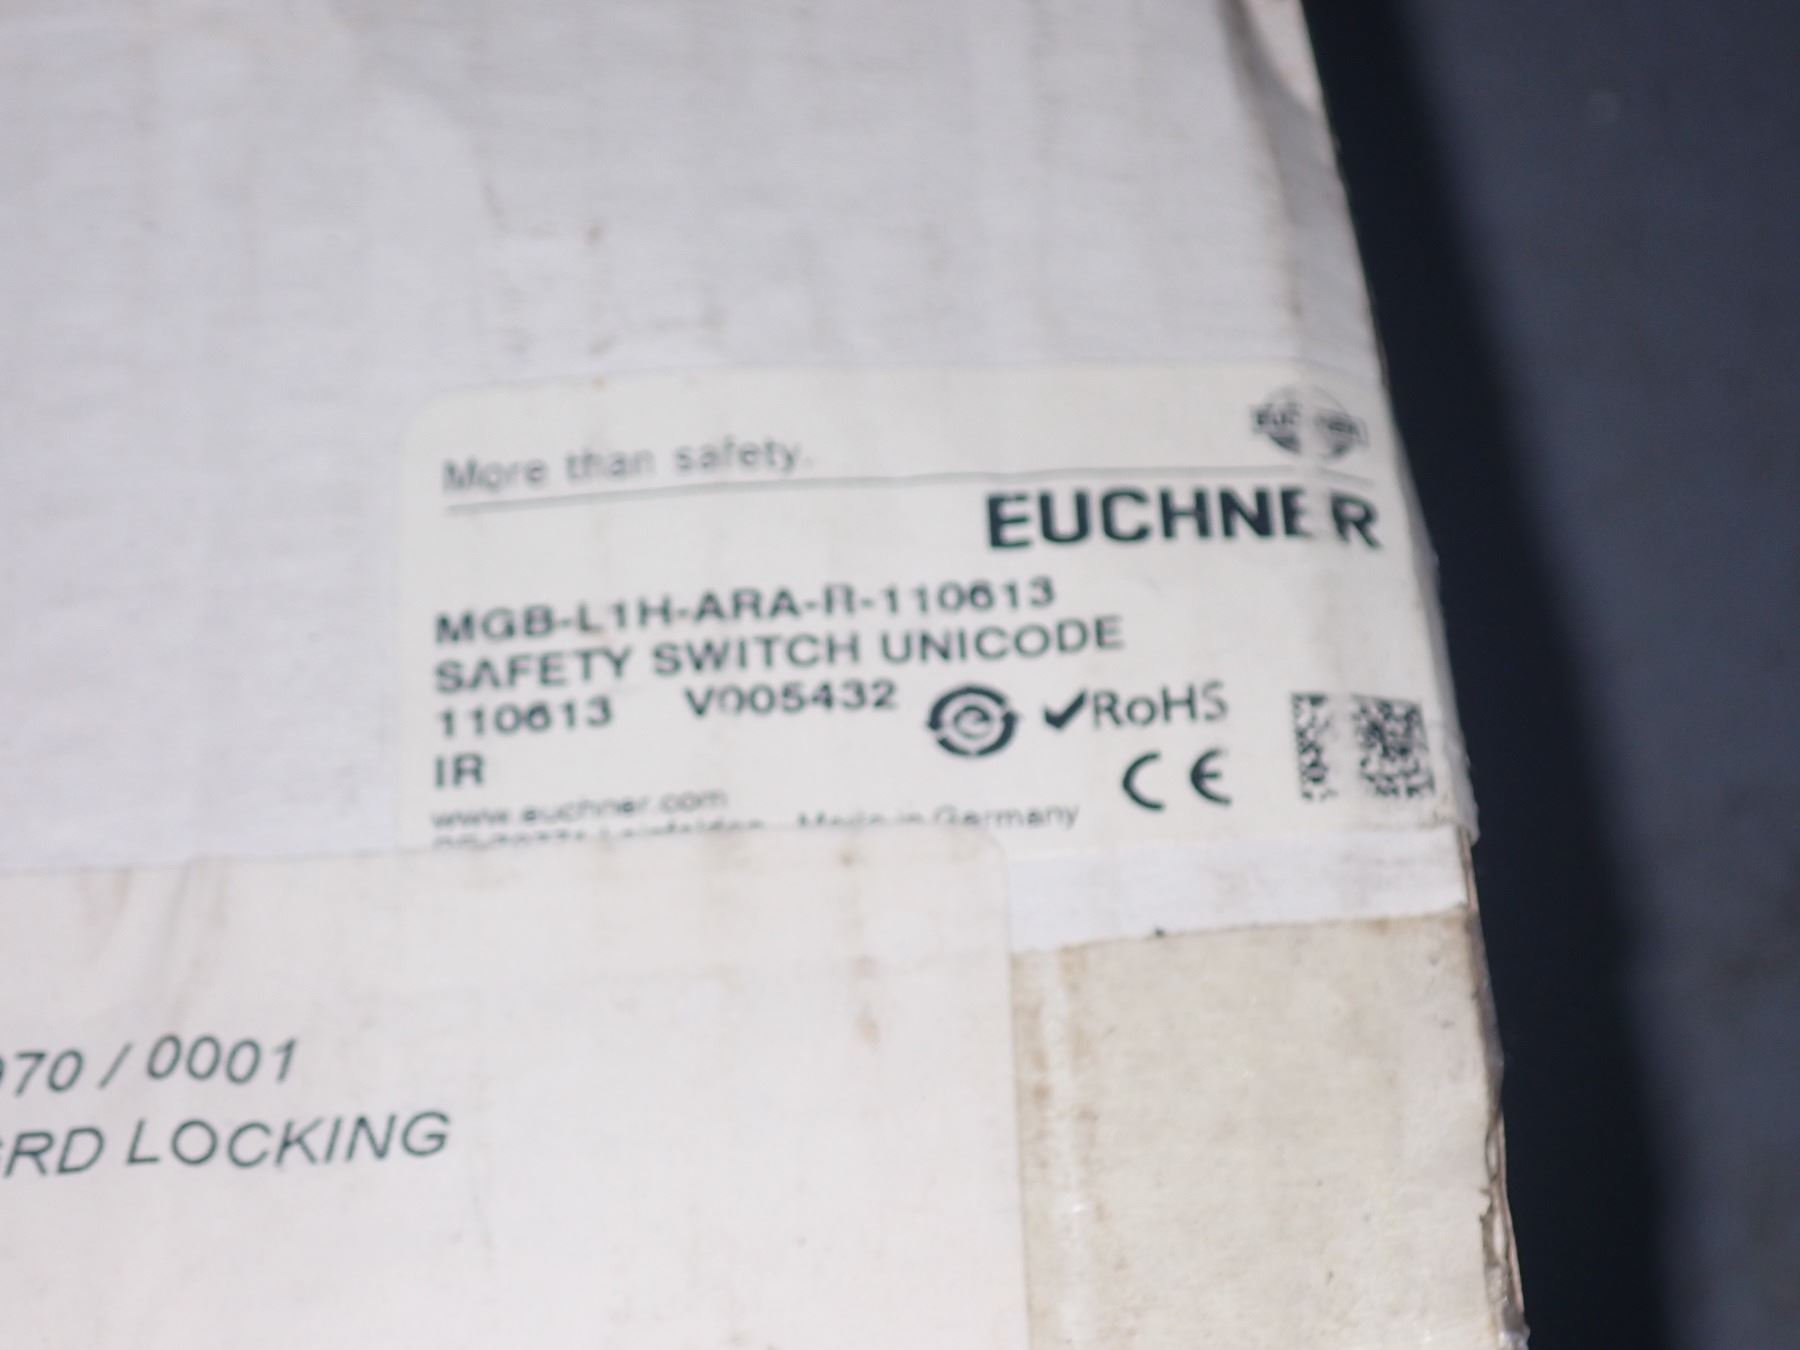 More than safety.
EUCHNER
MGB-L1H-ARA-R-110613
SAFETY SWITCH UNICODE
110613 V005432 ✓RoHS
IR CE
www.euchner.com
Made in Germany
70 / 0001
RD LOCKING